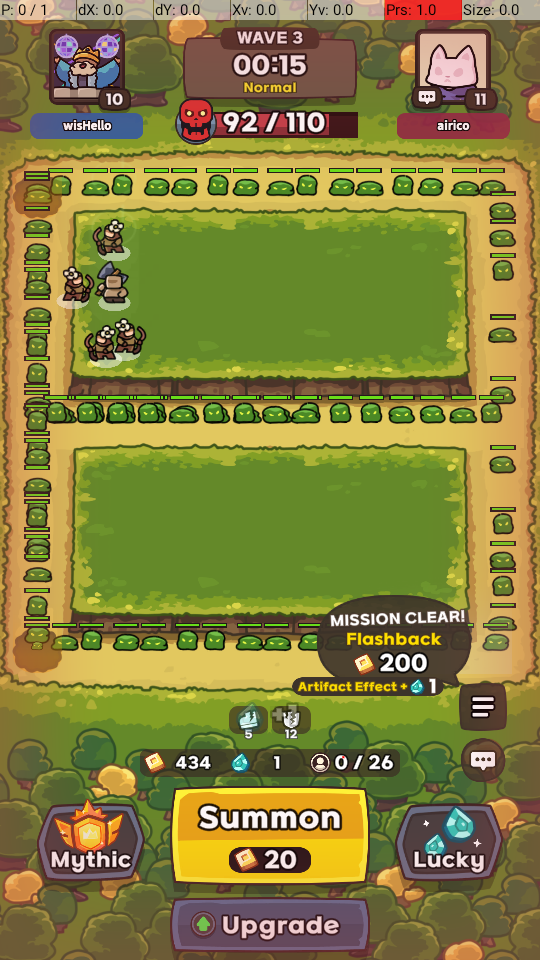 P: 0 / 1 dX: 0.0 dY: 0.0 Xv: 0.0 Yv: 0.0 Prs: 1.0 Size: 0.0
WAVE 3
00:15
Normal
10
11
wisHello
92 / 110
airico
MISSION CLEAR!
Flashback
200
Artifact Effect + 1
5
+1
12
434
1
0 / 26
Summon
20
Mythic
Lucky
Upgrade